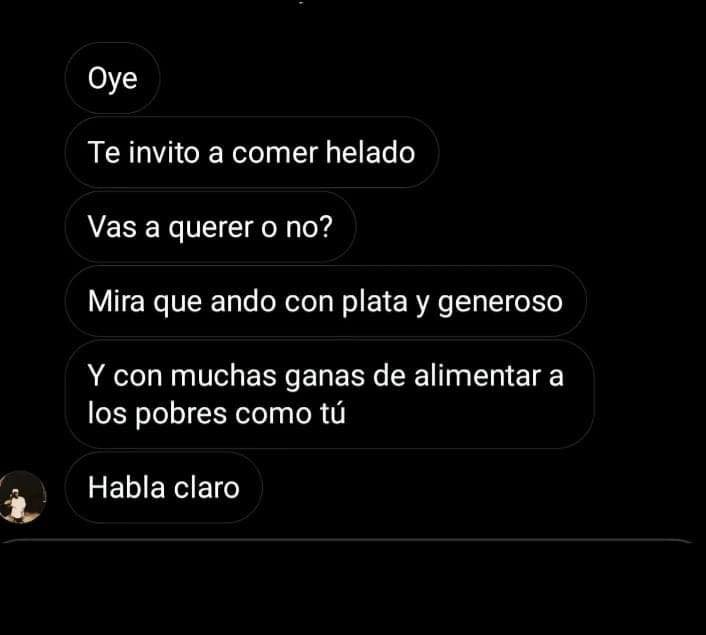 Oye
Te invito a comer helado
Vas a querer o no?
Mira que ando con plata y generoso
Y con muchas ganas de alimentar a
los pobres como tú
Habla claro